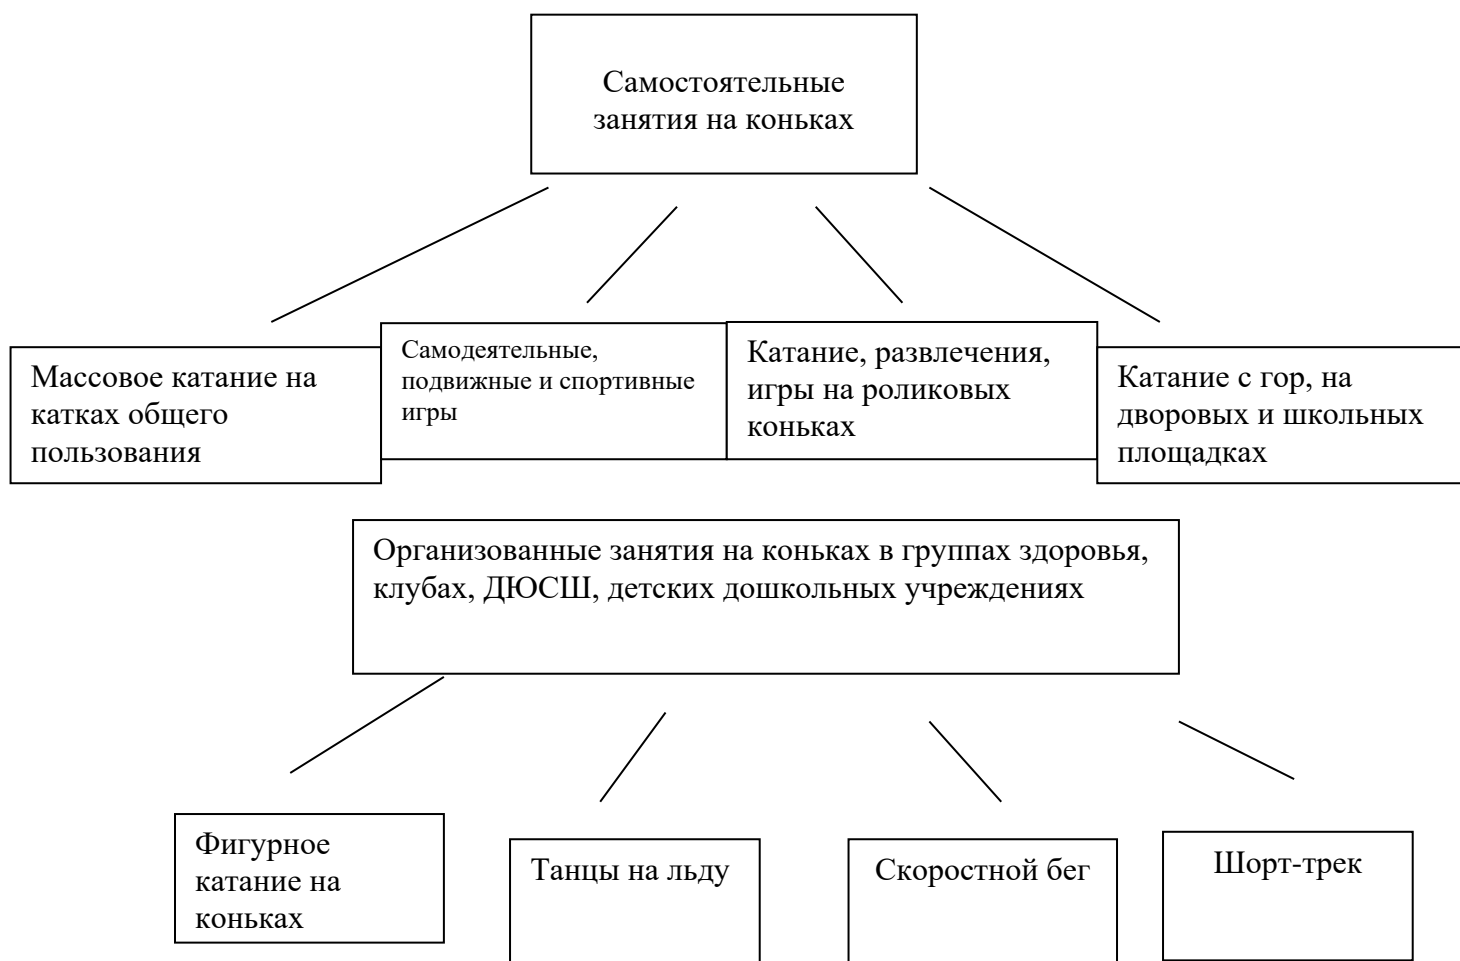 Самостоятельные
занятия на коньках
Массовое катание на
катках общего
пользования
Самодеятельные,
подвижные и спортивные
игры
Катание, развлечения,
игры на роликовых
коньках
Катание с гор, на
дворовых и школьных
площадках
Организованные занятия на коньках в группах здоровья,
клубах, ДЮСШ, детских дошкольных учреждениях
Фигурное
катание на
коньках
Танцы на льду
Скоростной бег
Шорт-трек